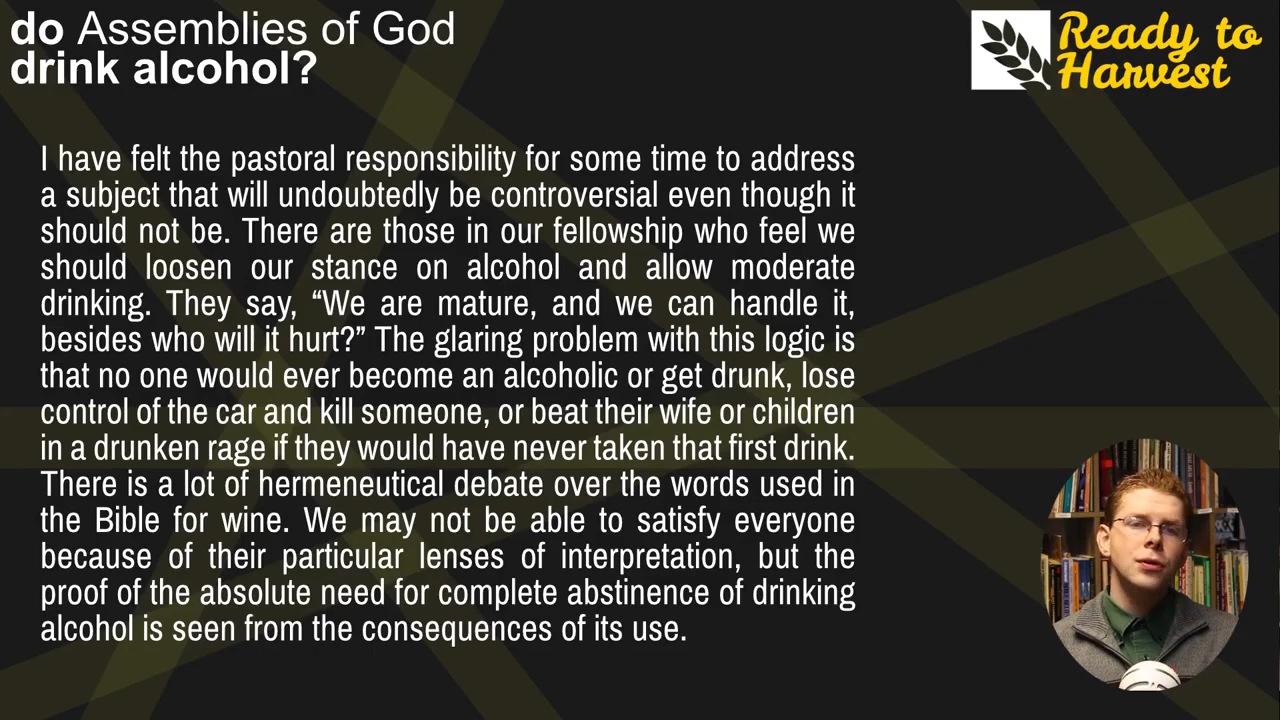 do Assemblies of God
drink alcohol?
Ready to
Harvest
I have felt the pastoral responsibility for some time to address
a subject that will undoubtedly be controversial even though it
should not be. There are those in our fellowship who feel we
should loosen our stance on alcohol and allow moderate
drinking. They say, “We are mature, and we can handle it,
besides who will it hurt?” The glaring problem with this logic is
that no one would ever become an alcoholic or get drunk, lose
control of the car and kill someone, or beat their wife or children
in a drunken rage if they would have never taken that first drink.
There is a lot of hermeneutical debate over the words used in
the Bible for wine. We may not be able to satisfy everyone
because of their particular lenses of interpretation, but the
proof of the absolute need for complete abstinence of drinking
alcohol is seen from the consequences of its use.